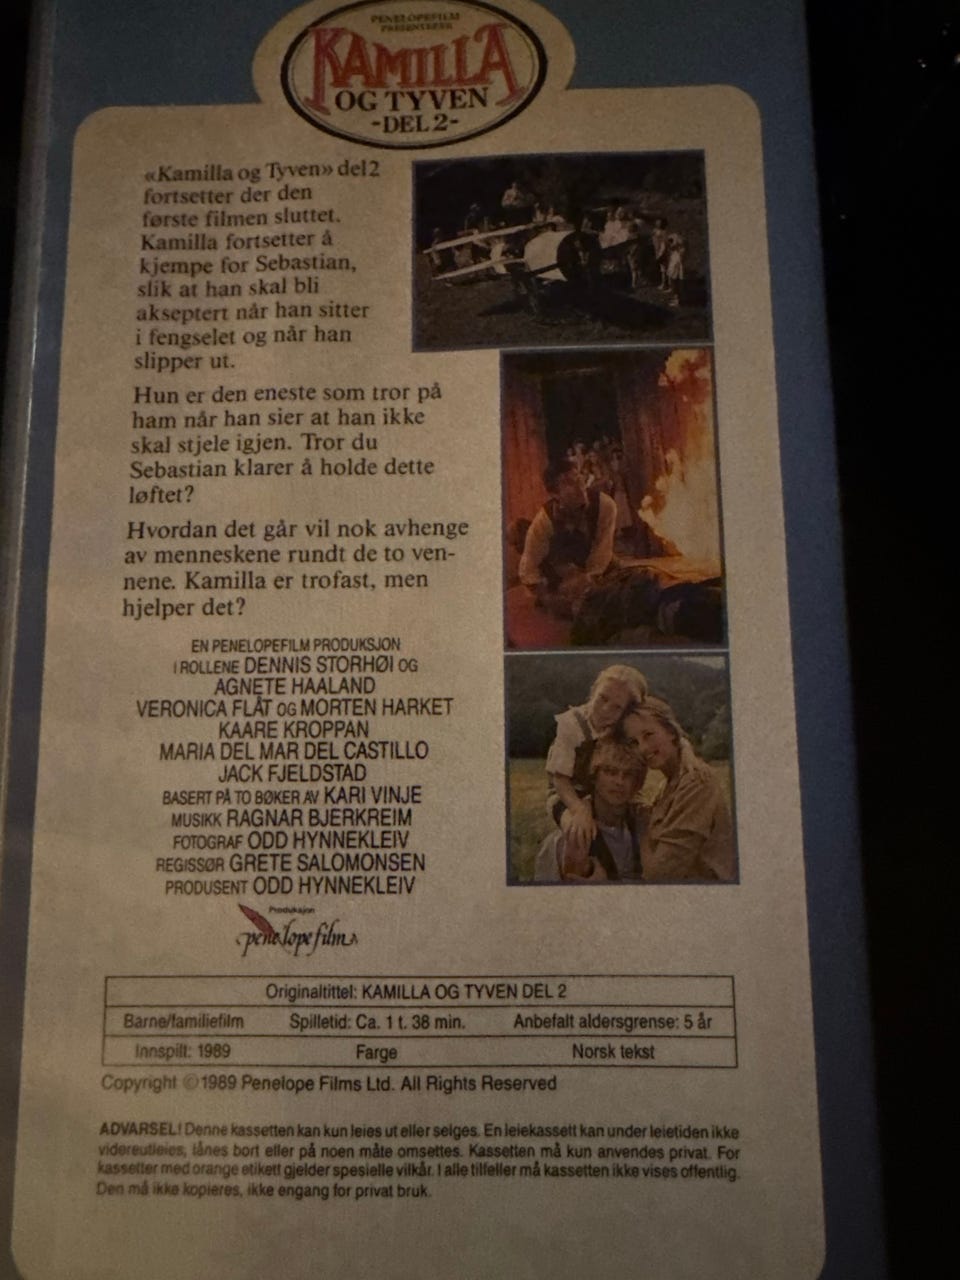 PENELOPEFILM
PRESENTERER
KAMILLA
OG TYVEN
-DEL 2-
«Kamilla og Tyven» del 2
fortsetter der den
første filmen sluttet.
Kamilla fortsetter å
kjempe for Sebastian,
slik at han skal bli
akseptert når han sitter
i fengselet og når han
slipper ut.
Hun er den eneste som tror på
ham når han sier at han ikke
skal stjele igjen. Tror du
Sebastian klarer å holde dette
løftet?
Hvordan det går vil nok avhenge
av menneskene rundt de to ven-
nene. Kamilla er trofast, men
hjelper det?
EN PENELOPEFILM PRODUKSJON
I ROLLENE DENNIS STORHØI OG
AGNETE HAALAND
VERONICA FLÅT OG MORTEN HARKET
KAARE KROPPAN
MARIA DEL MAR DEL CASTILLO
JACK FJELDSTAD
BASERT PÅ TO BØKER AV KARI VINJE
MUSIKK RAGNAR BJERKREIM
FOTOGRAF ODD HYNNEKLEIV
REGISSØR GRETE SALOMONSEN
PRODUSENT ODD HYNNEKLEIV
Produksjon
penelopefilm
Originaltittel: KAMILLA OG TYVEN DEL 2
Barne/familiefilm Spilletid: Ca. 1 t. 38 min. Anbefalt aldersgrense: 5 år
Innspilt: 1989 Farge Norsk tekst
Copyright © 1989 Penelope Films Ltd. All Rights Reserved
ADVARSEL! Denne kassetten kan kun leies ut eller selges. En leiekassett kan under leietiden ikke
videreutleies, lånes bort eller på noen måte omsettes. Kassetten må kun anvendes privat. For
kassetter med orange etikett gjelder spesielle vilkår. I alle tilfeller må kassetten ikke vises offentlig.
Den må ikke kopieres, ikke engang for privat bruk.